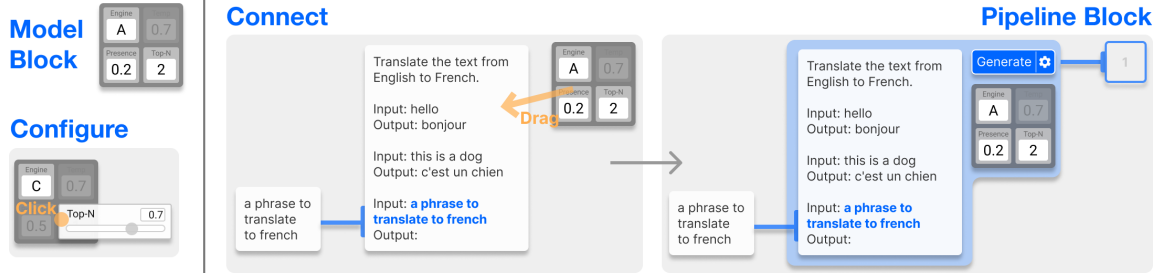 Model
Block
Engine
A
0.7
Presence
0.2
Top-N
2
Configure
Engine
C
0.7
Click
0.5
Top-N
0.7
Connect
Translate the text from
English to French.
Input: hello
Output: bonjour
Input: this is a dog
Output: c'est un chien
Input: a phrase to
translate to french
Output:
a phrase to
translate
to french
Engine
A
0.7
Presence
0.2
Top-N
2
Drag
Pipeline Block
Translate the text from
English to French.
Input: hello
Output: bonjour
Input: this is a dog
Output: c'est un chien
Input: a phrase to
translate to french
Output:
a phrase to
translate
to french
Generate
1
Engine
A
0.7
Presence
0.2
Top-N
2